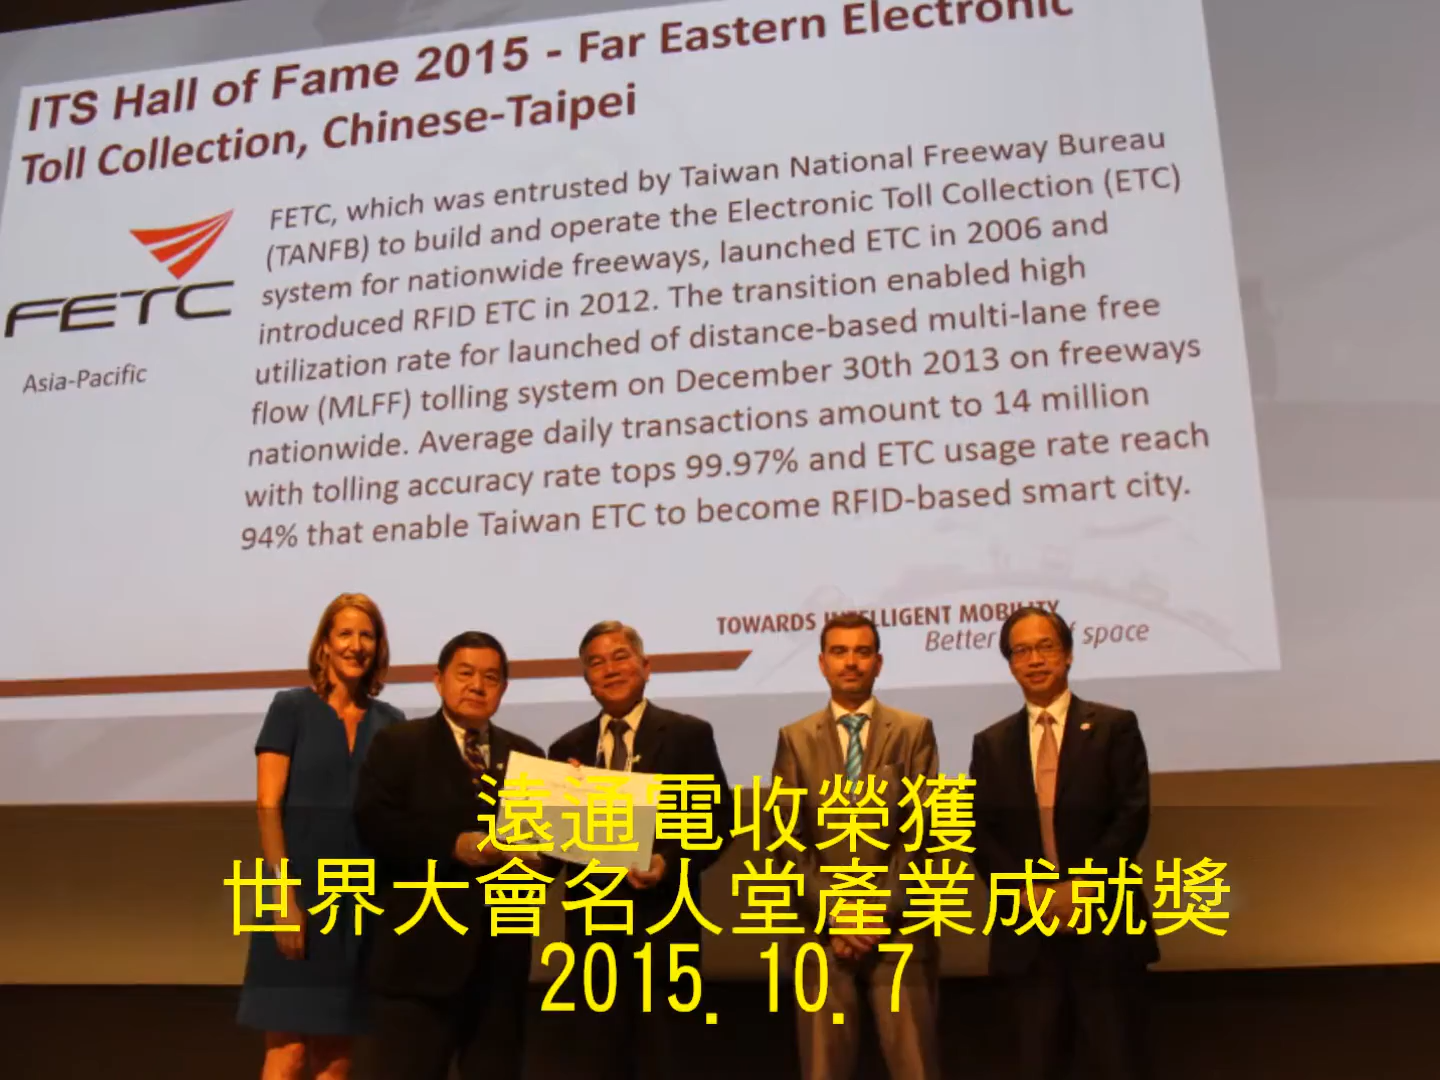 ITS Hall of Fame 2015 - Far Eastern Electronic
Toll Collection, Chinese-Taipei
FETC, which was entrusted by Taiwan National Freeway Bureau
(TANFB) to build and operate the Electronic Toll Collection (ETC)
system for nationwide freeways, launched ETC in 2006 and
introduced RFID ETC in 2012. The transition enabled high
utilization rate for launched of distance-based multi-lane free
flow (MLFF) tolling system on December 30th 2013 on freeways
nationwide. Average daily transactions amount to 14 million
with tolling accuracy rate tops 99.97% and ETC usage rate reach
94% that enable Taiwan ETC to become RFID-based smart city.
FETC
Asia-Pacific
TOWARDS INTELLIGENT MOBILITY
Better space
遠通電收榮獲
世界大會名人堂產業成就獎
2015.10.7